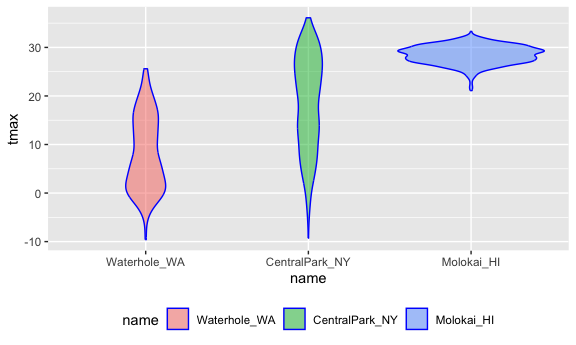 tmax
30
20
10
0
-10
Waterhole_WA CentralPark_NY Molokai_HI
name
name Waterhole_WA CentralPark_NY Molokai_HI